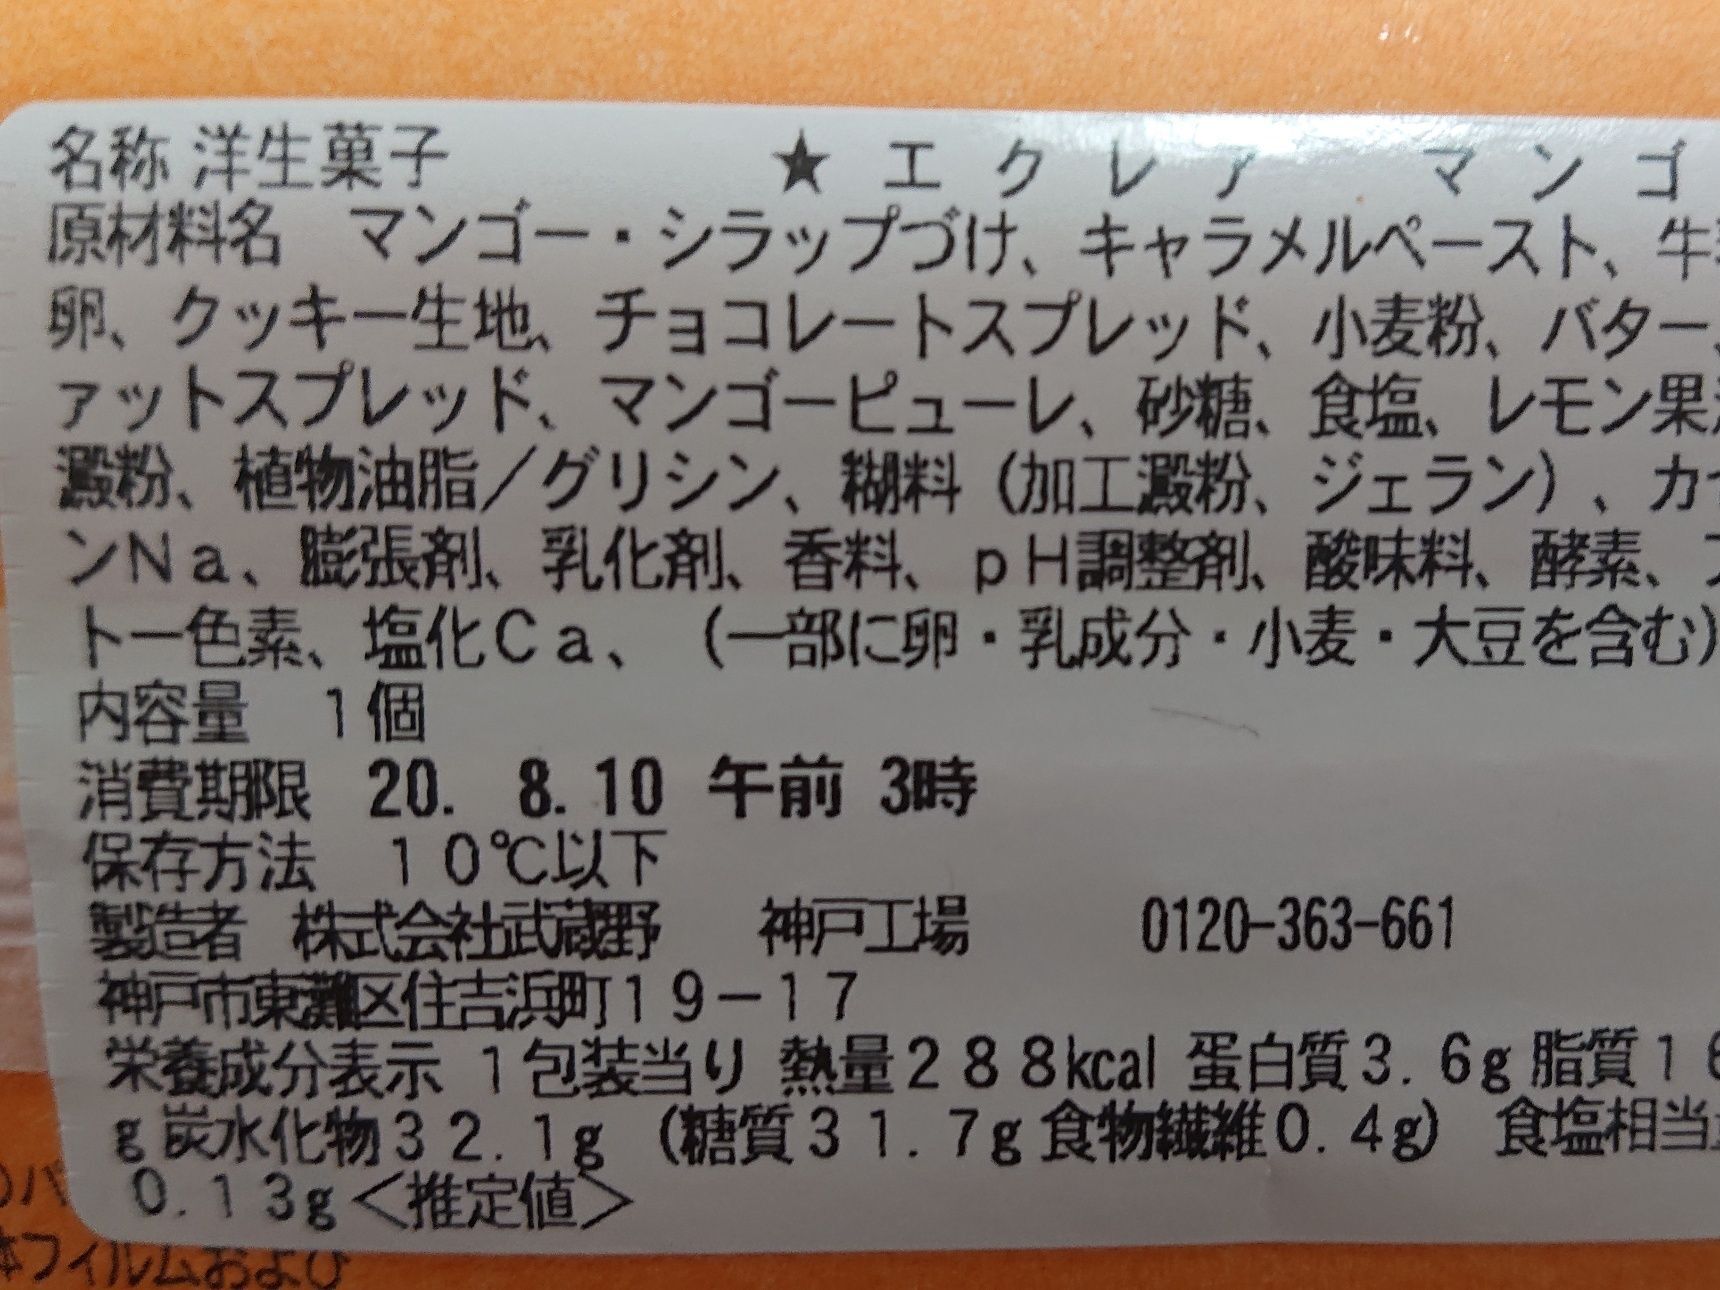 名称 洋生菓子 ★エクレア マンゴ
原材料名 マンゴー・シラップづけ、キャラメルペースト、牛
卵、クッキー生地、チョコレートスプレッド、小麦粉、バター、
ァットスプレッド、マンゴーピューレ、砂糖、食塩、レモン果
澱粉、植物油脂／グリシン、糊料（加工澱粉、ジェラン）、カ
ンNa、膨張剤、乳化剤、香料、pH調整剤、酸味料、酵素、
ト一色素、塩化Ca、（一部に卵・乳成分・小麦・大豆を含む）
内容量 1個
消費期限 20. 8.10 午前 3時
保存方法 10℃以下
製造者 株式会社武蔵野 神戸工場 0120-363-661
神戸市東灘区住吉浜町19－17
栄養成分表示 1包装当り 熱量288kcal 蛋白質3.6g 脂質1
g 炭水化物32.1g （糖質31.7g 食物繊維0.4g） 食塩相当
0.13g＜推定値＞
フィルムおよび